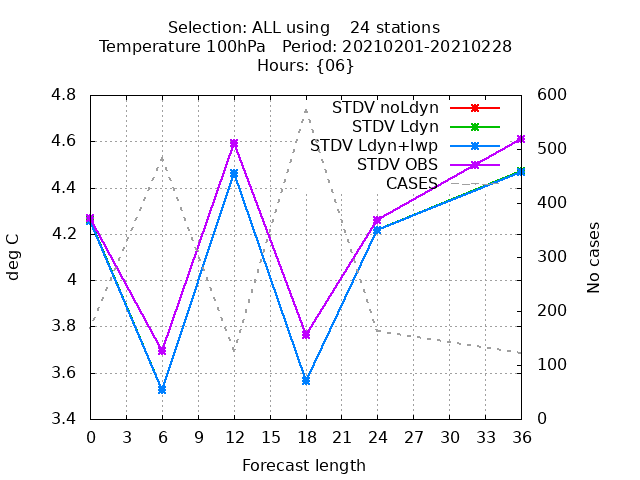 Selection: ALL using    24 stations
Temperature 100hPa   Period: 20210201-20210228
Hours: {06}
STDV noLdyn
STDV Ldyn
STDV Ldyn+lwp
STDV OBS
CASES
4.8
4.6
4.4
4.2
4
3.8
3.6
3.4
600
500
400
300
200
100
0
deg C
No cases
0 3 6 9 12 15 18 21 24 27 30 33 36
Forecast length